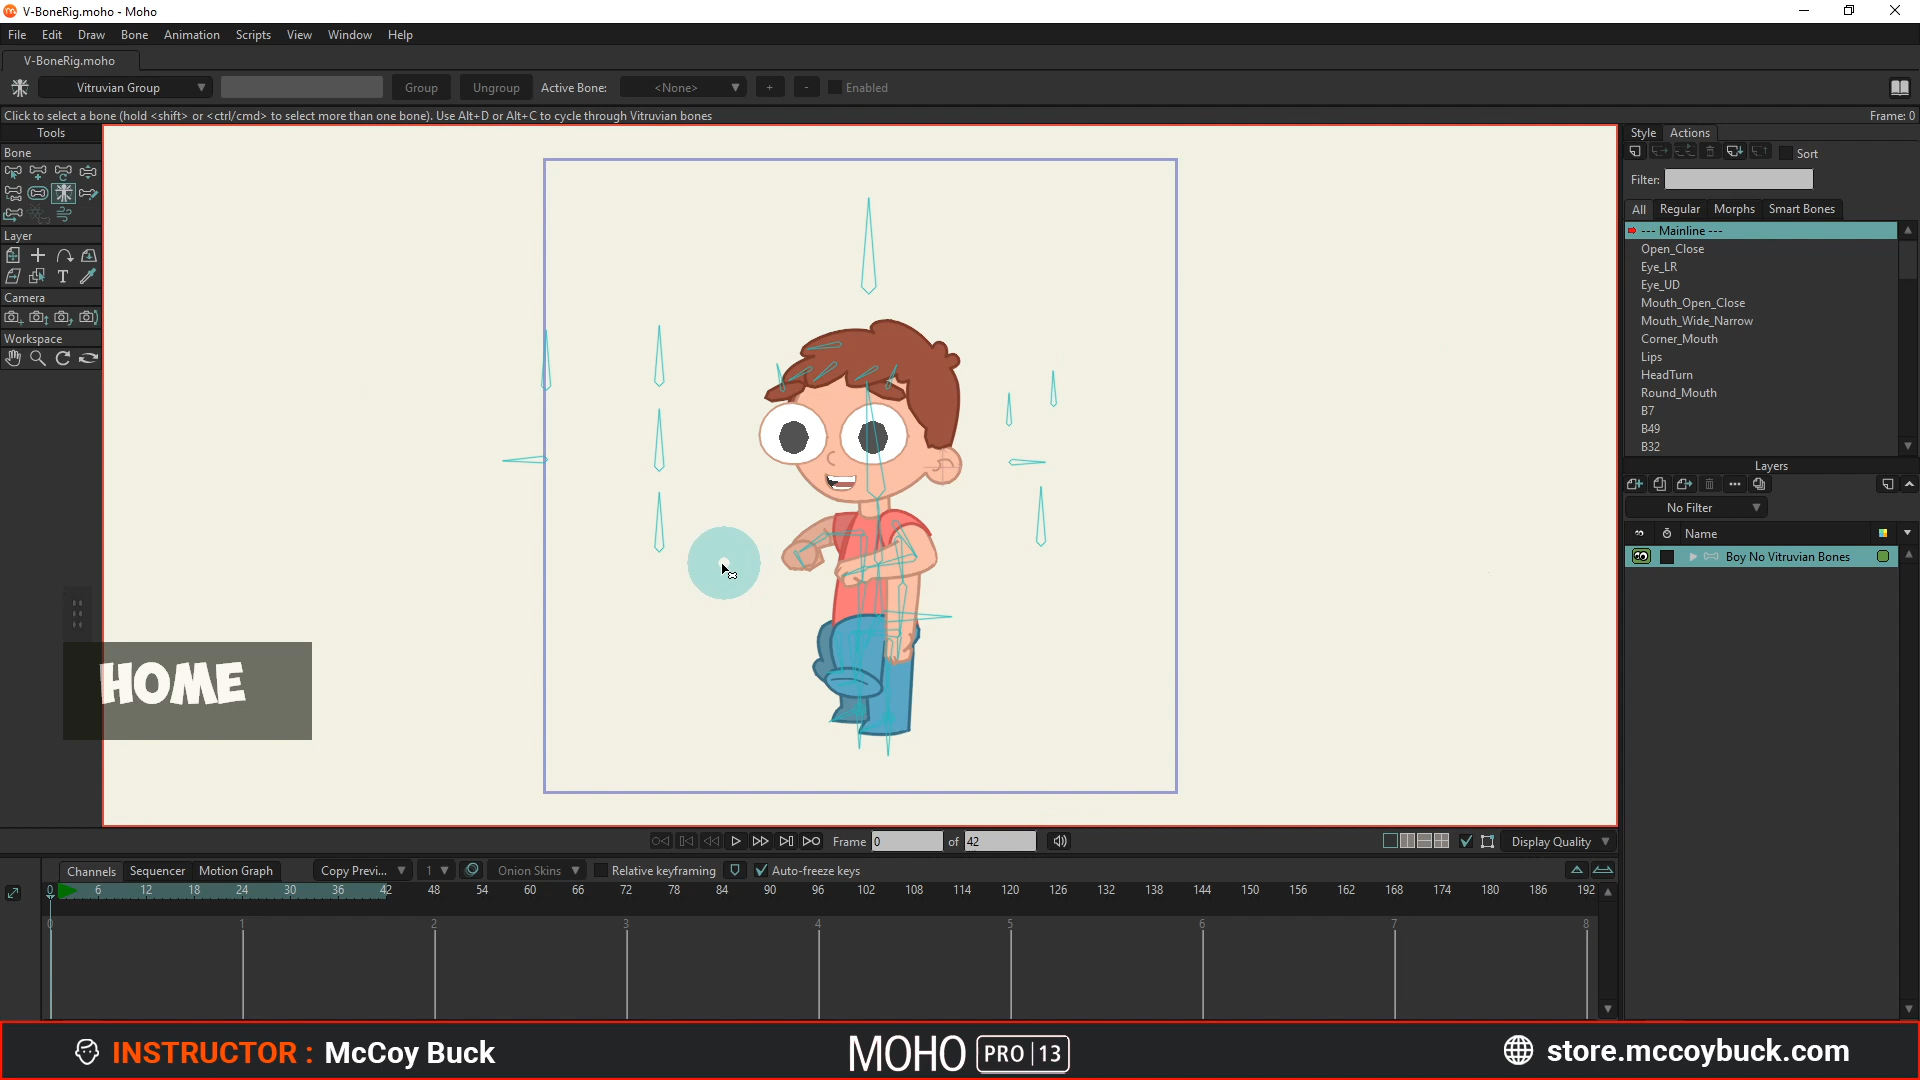 V-BoneRig.moho - Moho
File Edit Draw Bone Animation Scripts View Window Help
V-BoneRig.moho
Vitruvian Group Group Ungroup Active Bone: <None> + - Enabled
Click to select a bone (hold <shift> or <ctrl/cmd> to select more than one bone). Use Alt+D or Alt+C to cycle through Vitruvian bones Frame: 0
Tools
Bone
Layer
T
Camera
Workspace
Style Actions
Sort
Filter:
All Regular Morphs Smart Bones
--- Mainline ---
Open_Close
Eye_LR
Eye_UD
Mouth_Open_Close
Mouth_Wide_Narrow
Corner_Mouth
Lips
HeadTurn
Round_Mouth
B7
B49
B32
Layers
No Filter
Name
Boy No Vitruvian Bones
HOME
Frame 0 of 42 Display Quality
Channels Sequencer Motion Graph Copy Previ... 1 Onion Skins Relative keyframing Auto-freeze keys
0 6 12 18 24 30 36 42 48 54 60 66 72 78 84 90 96 102 108 114 120 126 132 138 144 150 156 162 168 174 180 186 192
0 1 2 3 4 5 6 7 8
INSTRUCTOR : McCoy Buck
MOHO PRO 13
store.mccoybuck.com